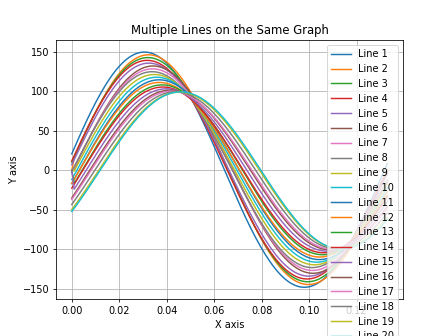 Multiple Lines on the Same Graph
Y axis
150
100
50
0
−50
−100
−150
0.00
0.02
0.04
0.06
0.08
0.10
X axis
Line 1
Line 2
Line 3
Line 4
Line 5
Line 6
Line 7
Line 8
Line 9
Line 10
Line 11
Line 12
Line 13
Line 14
Line 15
Line 16
Line 17
Line 18
Line 19
Line 20